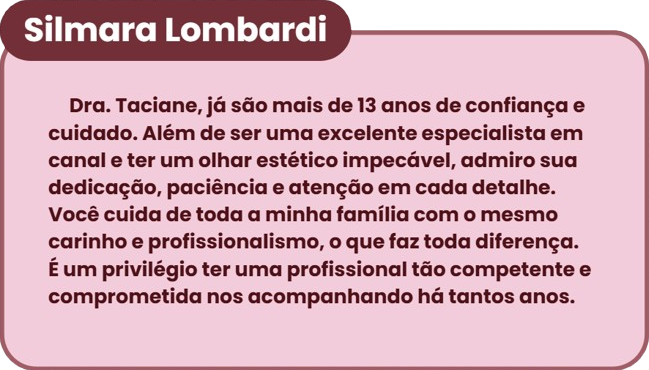 Silmara Lombardi
Dra. Taciane, já são mais de 13 anos de confiança e
cuidado. Além de ser uma excelente especialista em
canal e ter um olhar estético impecável, admiro sua
dedicação, paciência e atenção em cada detalhe.
Você cuida de toda a minha família com o mesmo
carinho e profissionalismo, o que faz toda diferença.
É um privilégio ter uma profissional tão competente e
comprometida nos acompanhando há tantos anos.